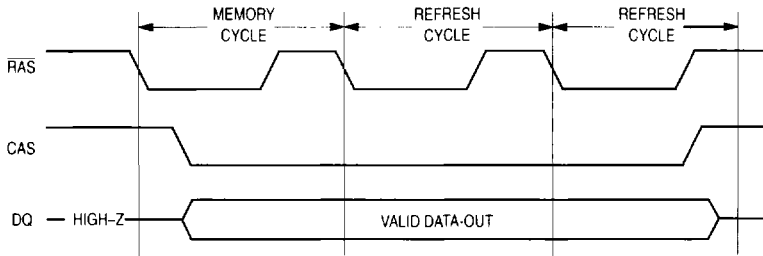 MEMORY CYCLE
REFRESH CYCLE
REFRESH CYCLE
RAS
CAS
DQ
HIGH-Z
VALID DATA-OUT